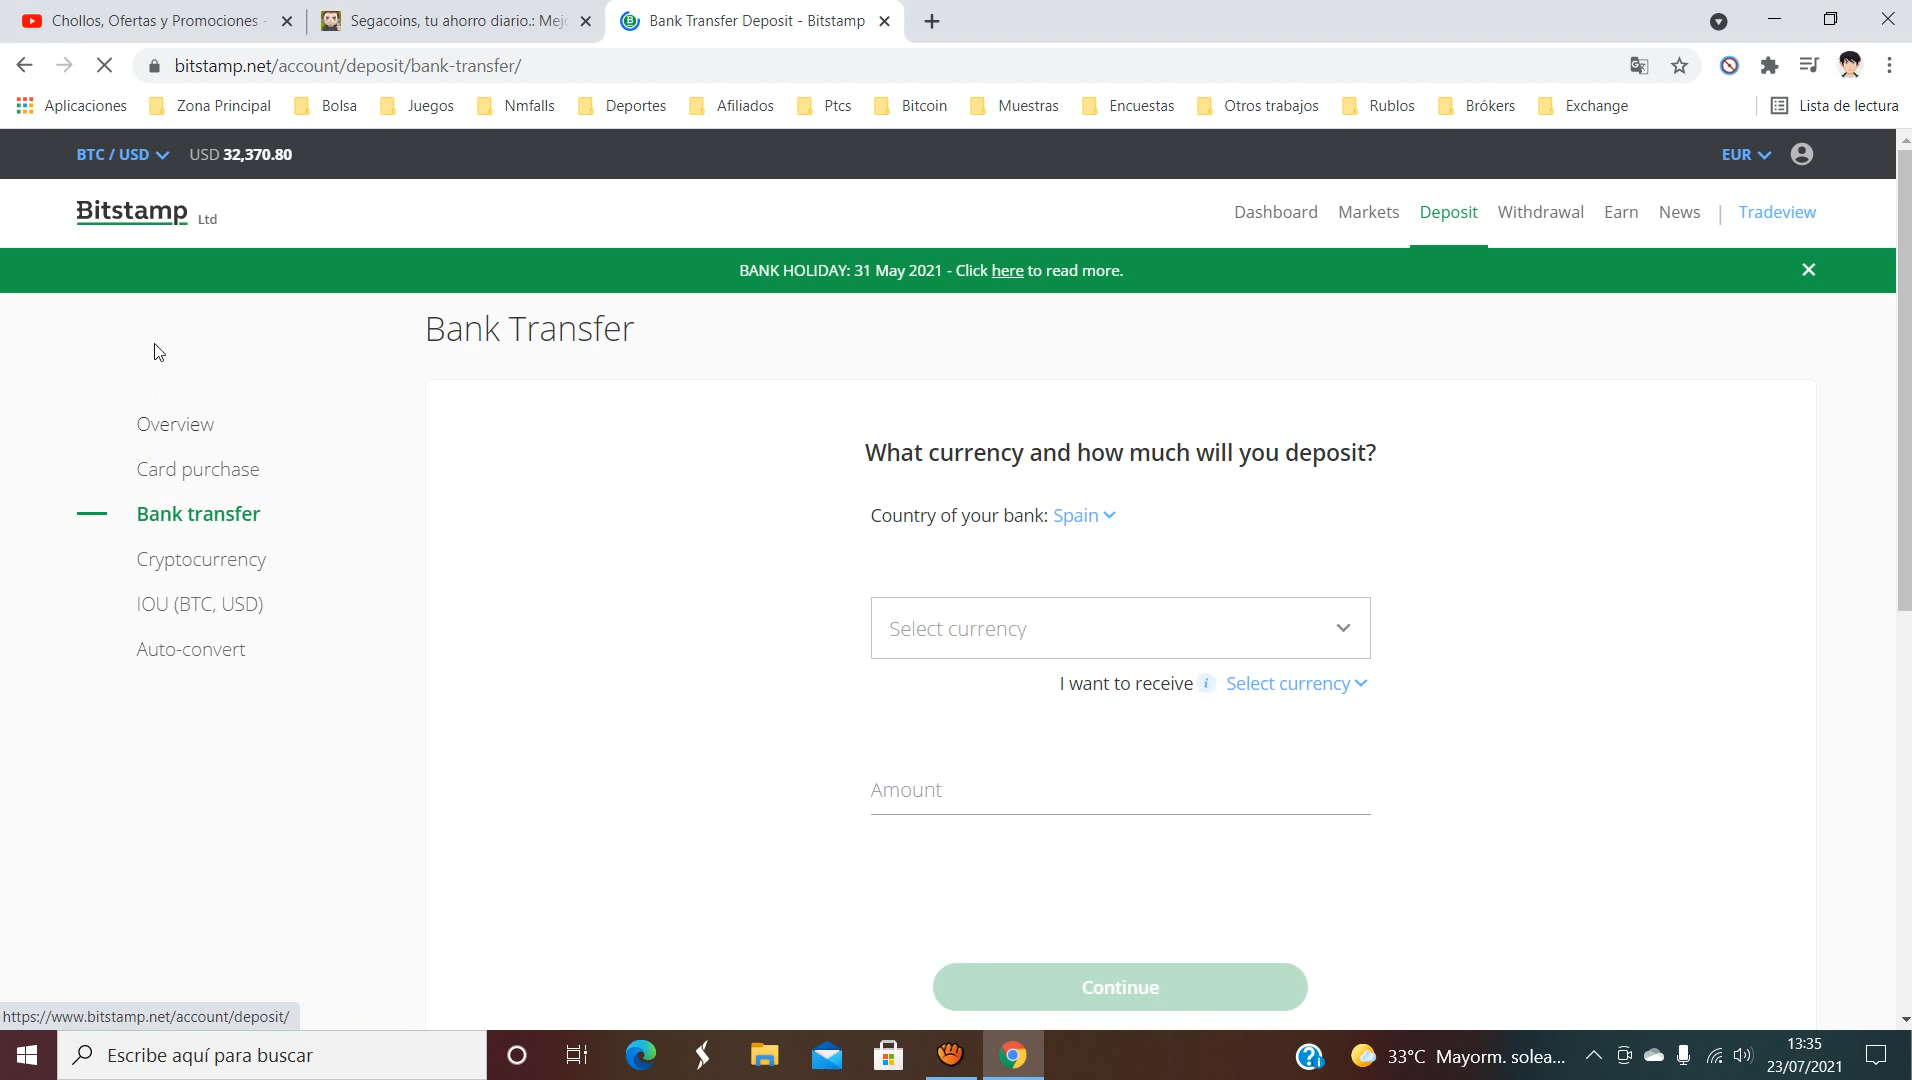 Chollos, Ofertas y Promociones -
Segacoins, tu ahorro diario.: Mejo
Bank Transfer Deposit - Bitstamp
bitstamp.net/account/deposit/bank-transfer/
Aplicaciones Zona Principal Bolsa Juegos Nmfalls Deportes Afiliados Ptcs Bitcoin Muestras Encuestas Otros trabajos Rublos Brókers Exchange Lista de lectura
BTC / USD USD 32,370.80 EUR
Bitstamp Ltd Dashboard Markets Deposit Withdrawal Earn News | Tradeview
BANK HOLIDAY: 31 May 2021 - Click here to read more.
Bank Transfer
Overview
Card purchase
Bank transfer
Cryptocurrency
IOU (BTC, USD)
Auto-convert
What currency and how much will you deposit?
Country of your bank: Spain
Select currency
I want to receive i Select currency
Amount
Continue
https://www.bitstamp.net/account/deposit/
Escribe aquí para buscar
33°C Mayorm. solea...
13:35
23/07/2021